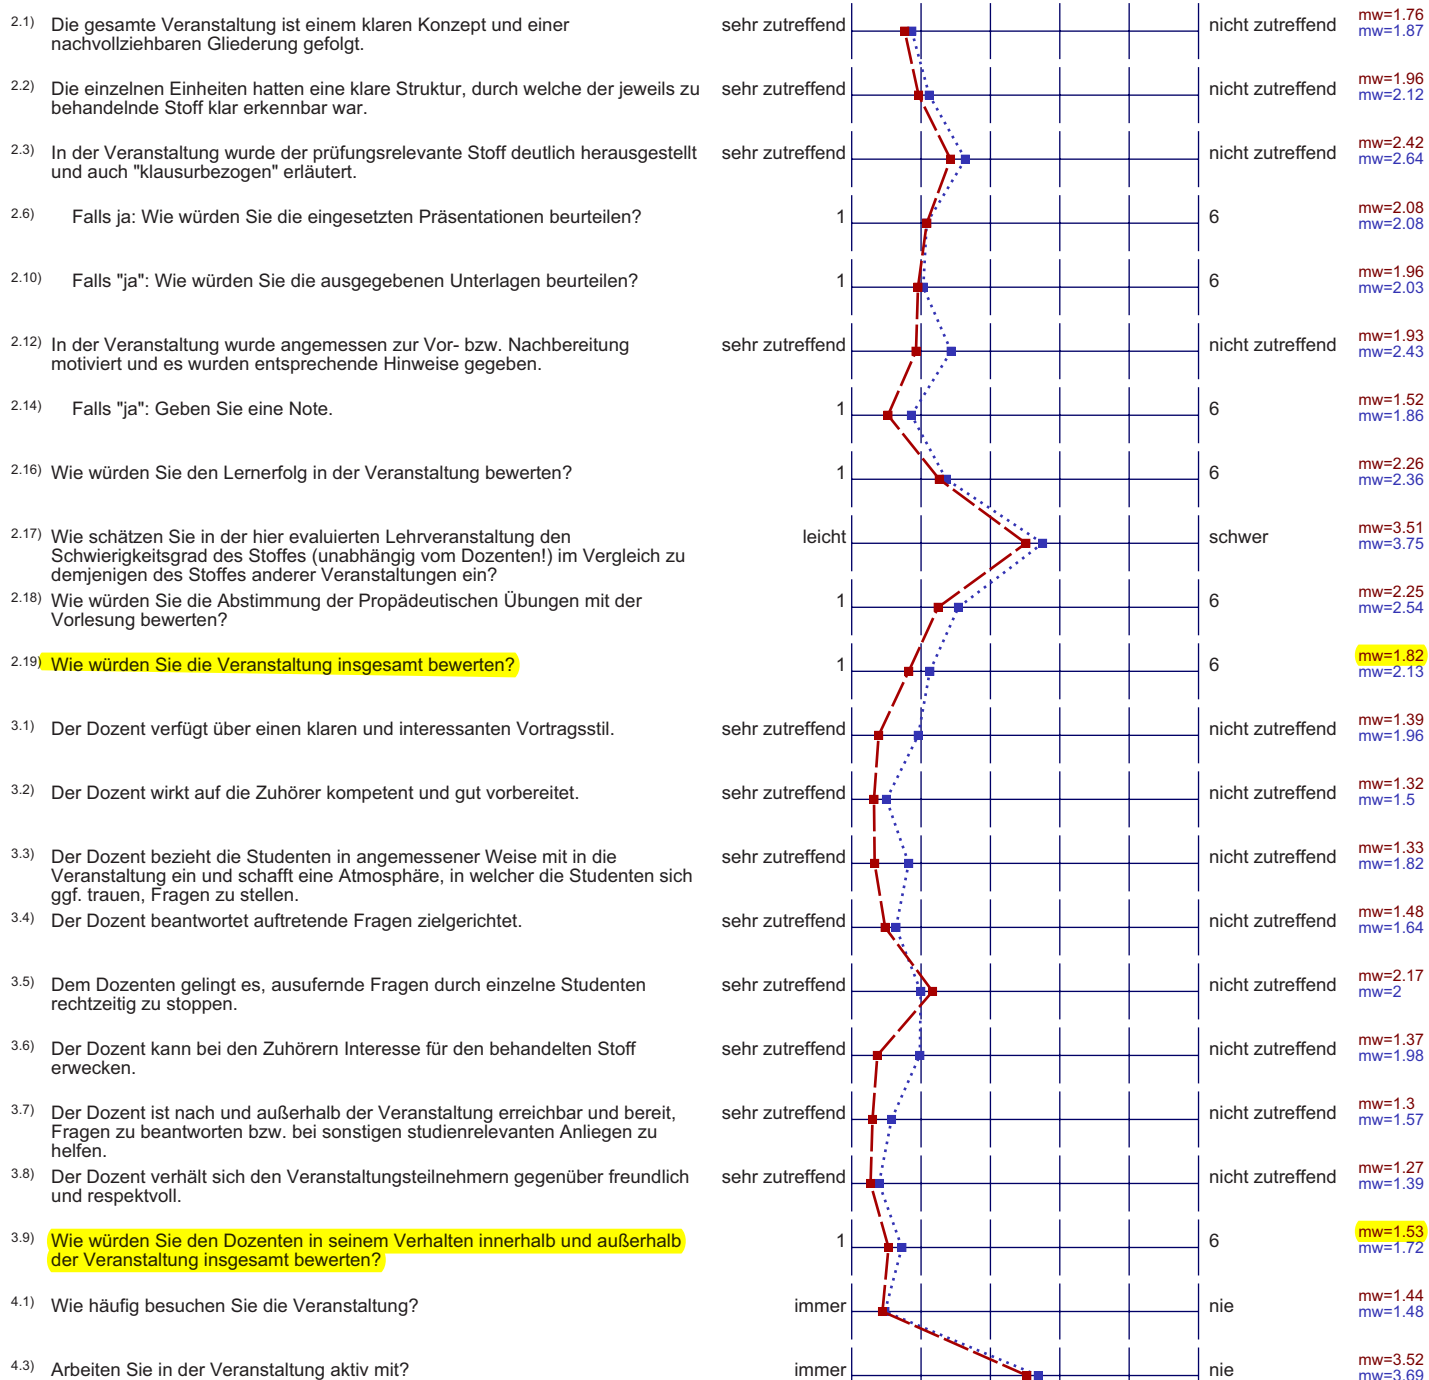 2.1) Die gesamte Veranstaltung ist einem klaren Konzept und einer sehr zutreffend nicht zutreffend mw=1.76
nachvollziehbaren Gliederung gefolgt. mw=1.87
2.2) Die einzelnen Einheiten hatten eine klare Struktur, durch welche der jeweils zu sehr zutreffend nicht zutreffend mw=1.96
behandelnde Stoff klar erkennbar war. mw=2.12
2.3) In der Veranstaltung wurde der prüfungsrelevante Stoff deutlich herausgestellt sehr zutreffend nicht zutreffend mw=2.42
und auch "klausurbezogen" erläutert. mw=2.64
2.6) Falls ja: Wie würden Sie die eingesetzten Präsentationen beurteilen? 1 6 mw=2.08
mw=2.08
2.10) Falls "ja": Wie würden Sie die ausgegebenen Unterlagen beurteilen? 1 6 mw=1.96
mw=2.03
2.12) In der Veranstaltung wurde angemessen zur Vor- bzw. Nachbereitung sehr zutreffend nicht zutreffend mw=1.93
motiviert und es wurden entsprechende Hinweise gegeben. mw=2.43
2.14) Falls "ja": Geben Sie eine Note. 1 6 mw=1.52
mw=1.86
2.16) Wie würden Sie den Lernerfolg in der Veranstaltung bewerten? 1 6 mw=2.26
mw=2.36
2.17) Wie schätzen Sie in der hier evaluierten Lehrveranstaltung den leicht schwer mw=3.51
Schwierigkeitsgrad des Stoffes (unabhängig vom Dozenten!) im Vergleich zu mw=3.75
demjenigen des Stoffes anderer Veranstaltungen ein?
2.18) Wie würden Sie die Abstimmung der Propädeutischen Übungen mit der 1 6 mw=2.25
Vorlesung bewerten? mw=2.54
2.19) Wie würden Sie die Veranstaltung insgesamt bewerten? 1 6 mw=1.82
mw=2.13
3.1) Der Dozent verfügt über einen klaren und interessanten Vortragsstil. sehr zutreffend nicht zutreffend mw=1.39
mw=1.96
3.2) Der Dozent wirkt auf die Zuhörer kompetent und gut vorbereitet. sehr zutreffend nicht zutreffend mw=1.32
mw=1.5
3.3) Der Dozent bezieht die Studenten in angemessener Weise mit in die sehr zutreffend nicht zutreffend mw=1.33
Veranstaltung ein und schafft eine Atmosphäre, in welcher die Studenten sich mw=1.82
ggf. trauen, Fragen zu stellen.
3.4) Der Dozent beantwortet auftretende Fragen zielgerichtet. sehr zutreffend nicht zutreffend mw=1.48
mw=1.64
3.5) Dem Dozenten gelingt es, ausufernde Fragen durch einzelne Studenten sehr zutreffend nicht zutreffend mw=2.17
rechtzeitig zu stoppen. mw=2
3.6) Der Dozent kann bei den Zuhörern Interesse für den behandelten Stoff sehr zutreffend nicht zutreffend mw=1.37
erwecken. mw=1.98
3.7) Der Dozent ist nach und außerhalb der Veranstaltung erreichbar und bereit, sehr zutreffend nicht zutreffend mw=1.3
Fragen zu beantworten bzw. bei sonstigen studienrelevanten Anliegen zu mw=1.57
helfen.
3.8) Der Dozent verhält sich den Veranstaltungsteilnehmern gegenüber freundlich sehr zutreffend nicht zutreffend mw=1.27
und respektvoll. mw=1.39
3.9) Wie würden Sie den Dozenten in seinem Verhalten innerhalb und außerhalb 1 6 mw=1.53
der Veranstaltung insgesamt bewerten? mw=1.72
4.1) Wie häufig besuchen Sie die Veranstaltung? immer nie mw=1.44
mw=1.48
4.3) Arbeiten Sie in der Veranstaltung aktiv mit? immer nie mw=3.52
mw=3.69